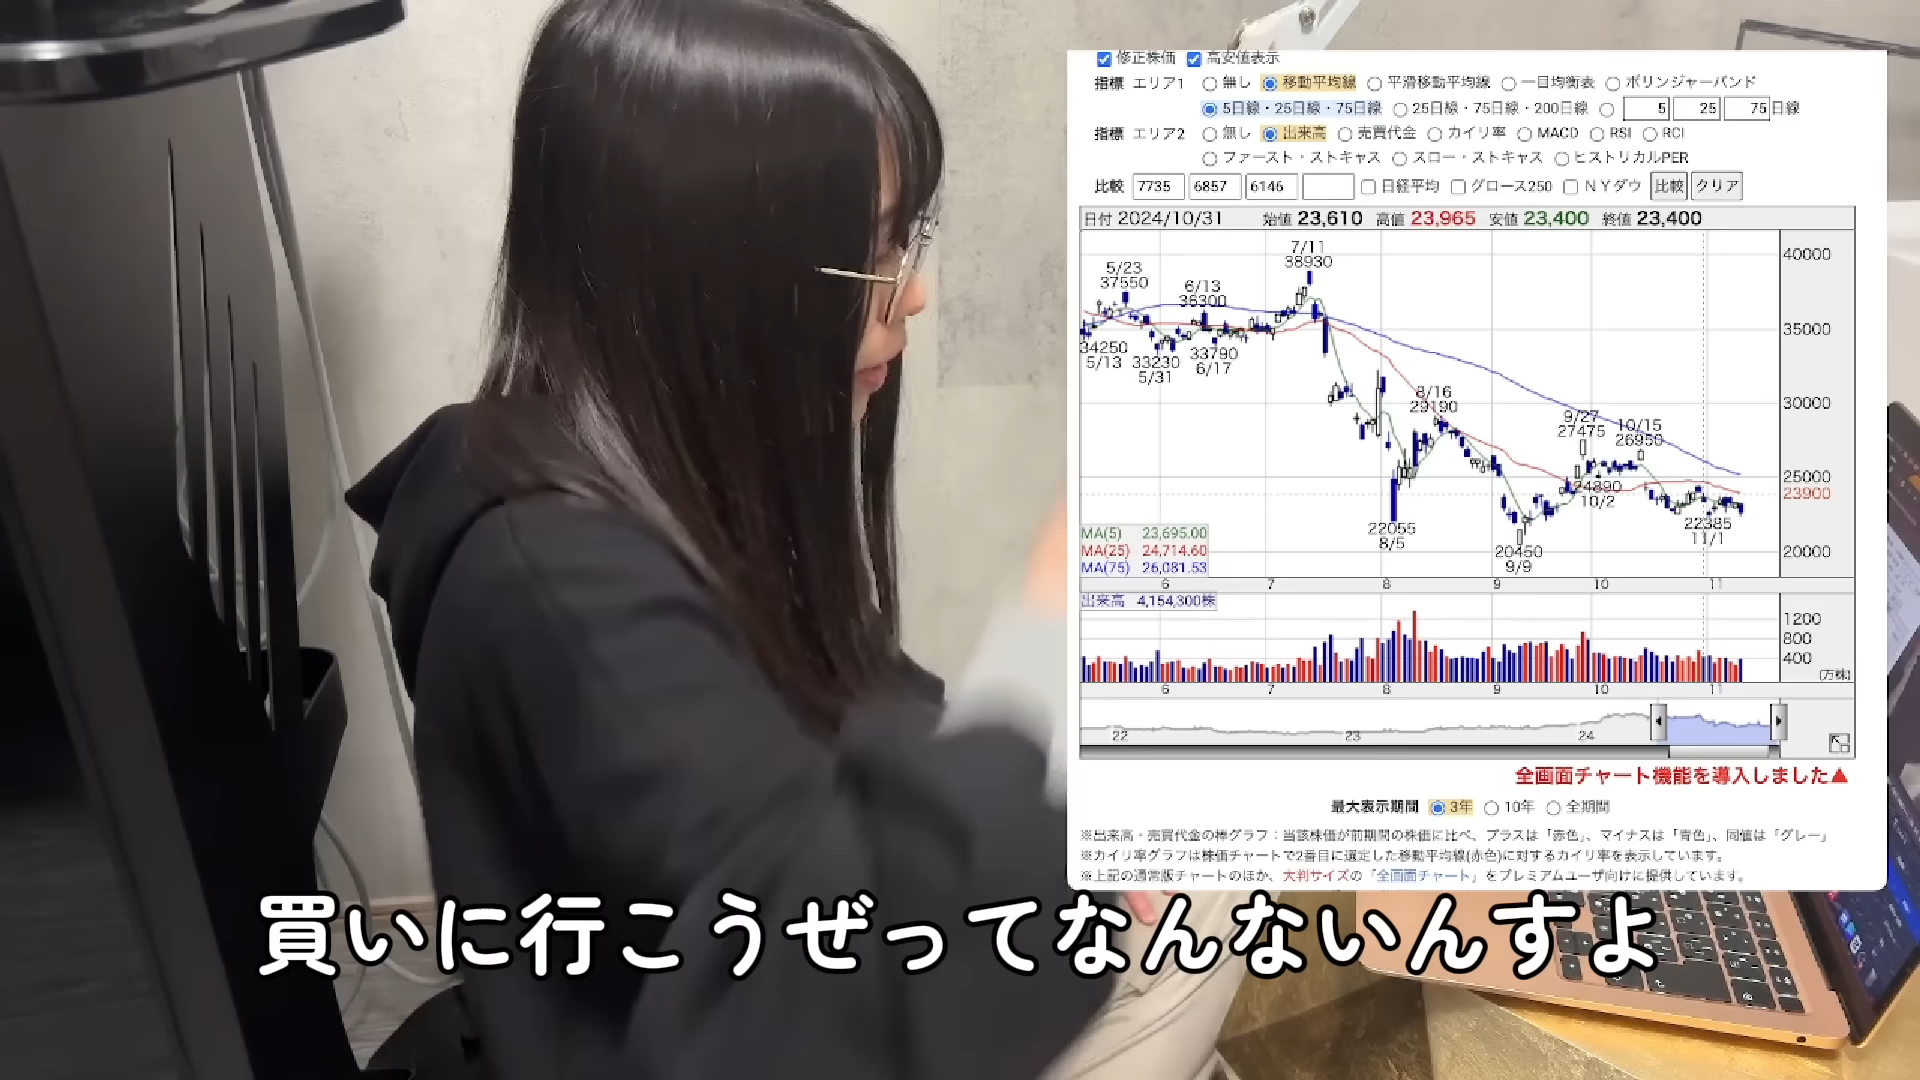 修正株価 高安値表示
指標 エリア1 無し 移動平均線 平滑移動平均線 一目均衡表 ボリンジャーバンド
5日線・25日線・75日線 25日線・75日線・200日線 5 25 75 日線
指標 エリア2 無し 出来高 売買代金 カイリ率 MACD RSI RCI
ファースト・ストキャス スロー・ストキャス ヒストリカルPER
比較 7735 6857 6146 日経平均 グロース250 NYダウ 比較 クリア
日付 2024/10/31 始値 23,610 高値 23,965 安値 23,400 終値 23,400
7/11
38930
40000
5/23
37550
6/13
36300
35000
34250
5/13
33230
5/31
33790
6/17
30000
8/16
29190
9/27
27475
10/15
26950
25000
24890
10/2
23900
22055
8/5
22385
11/1
20450
9/9
20000
MA(5) 23,695.00
MA(25) 24,714.60
MA(75) 26,081.53
6 7 8 9 10 11
出来高 4,154,300株
1200
800
400
(万株)
6 7 8 9 10 11
22 23 24
全画面チャート機能を導入しました▲
最大表示期間 3年 10年 全期間
※出来高・売買代金の棒グラフ：当該株価が前期間の株価に比べ、プラスは「赤色」、マイナスは「青色」、同値は「グレー」
※カイリ率グラフは株価チャートで2番目に選定した移動平均線(赤色)に対するカイリ率を表示しています。
※上記の通常版チャートのほか、大判サイズの「全画面チャート」をプレミアムユーザ向けに提供しています。
買いに行こうぜってなんないんすよ